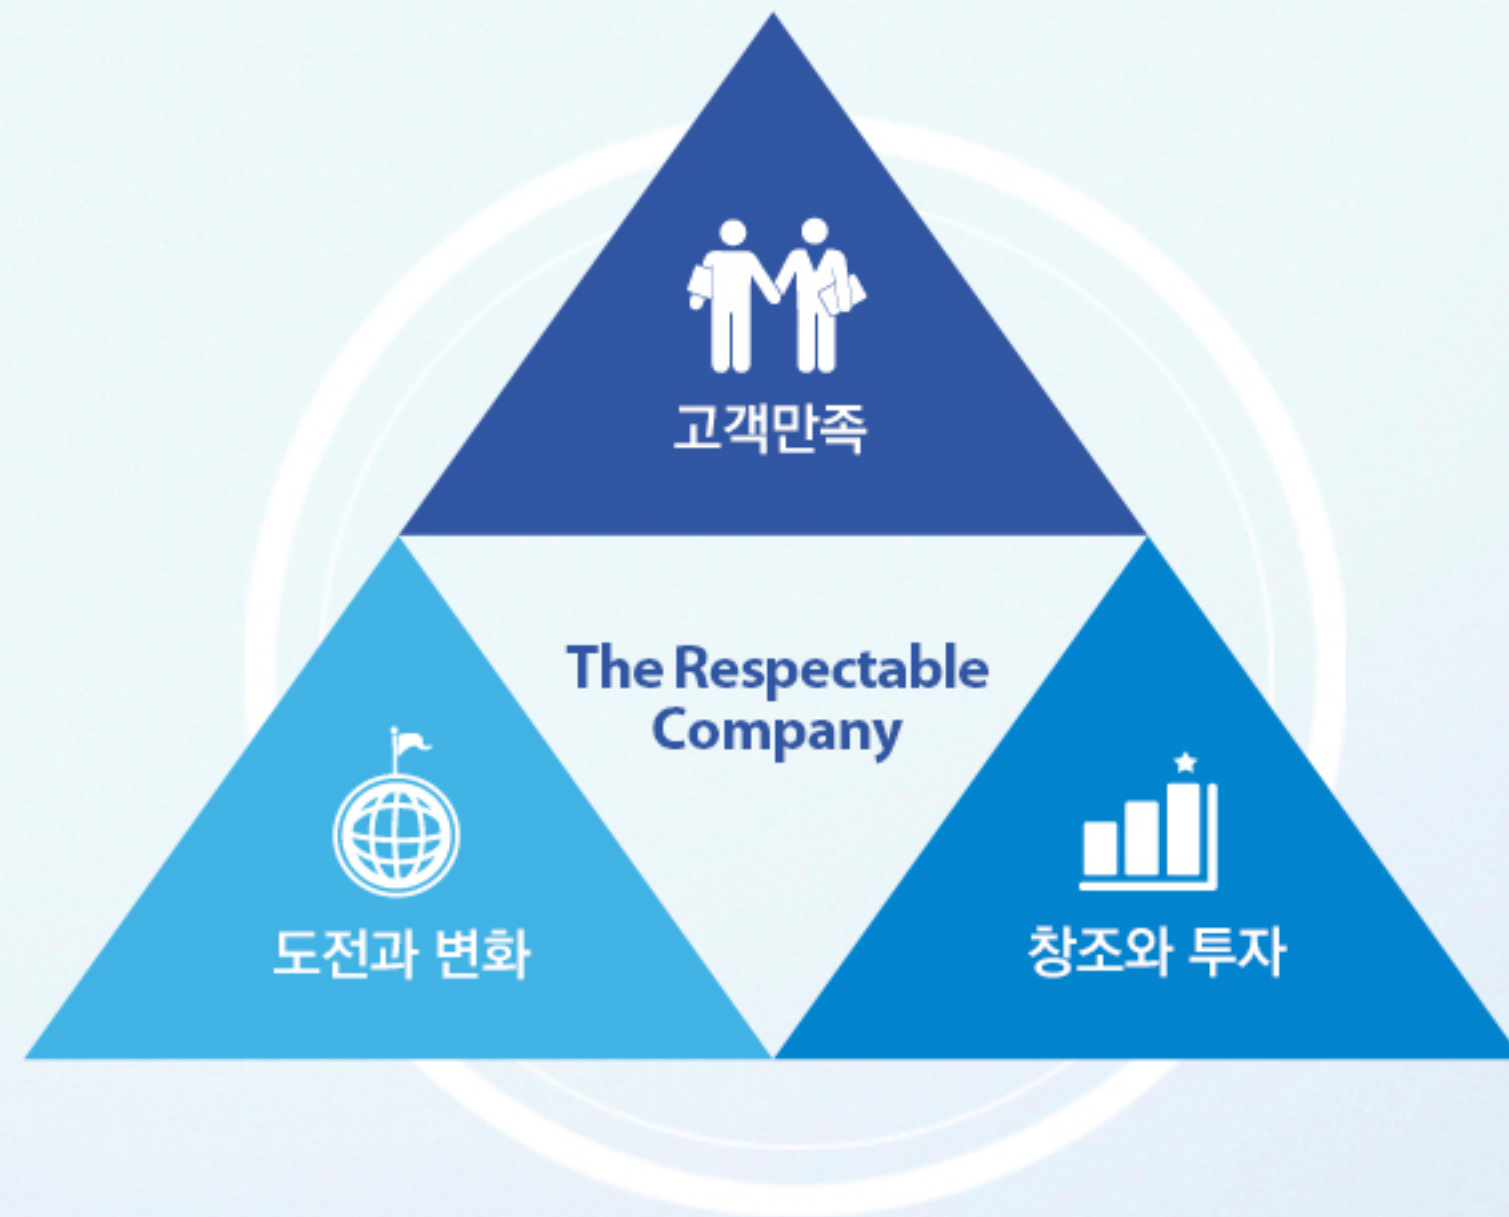 고객만족
The Respectable
Company
도전과 변화
창조와 투자